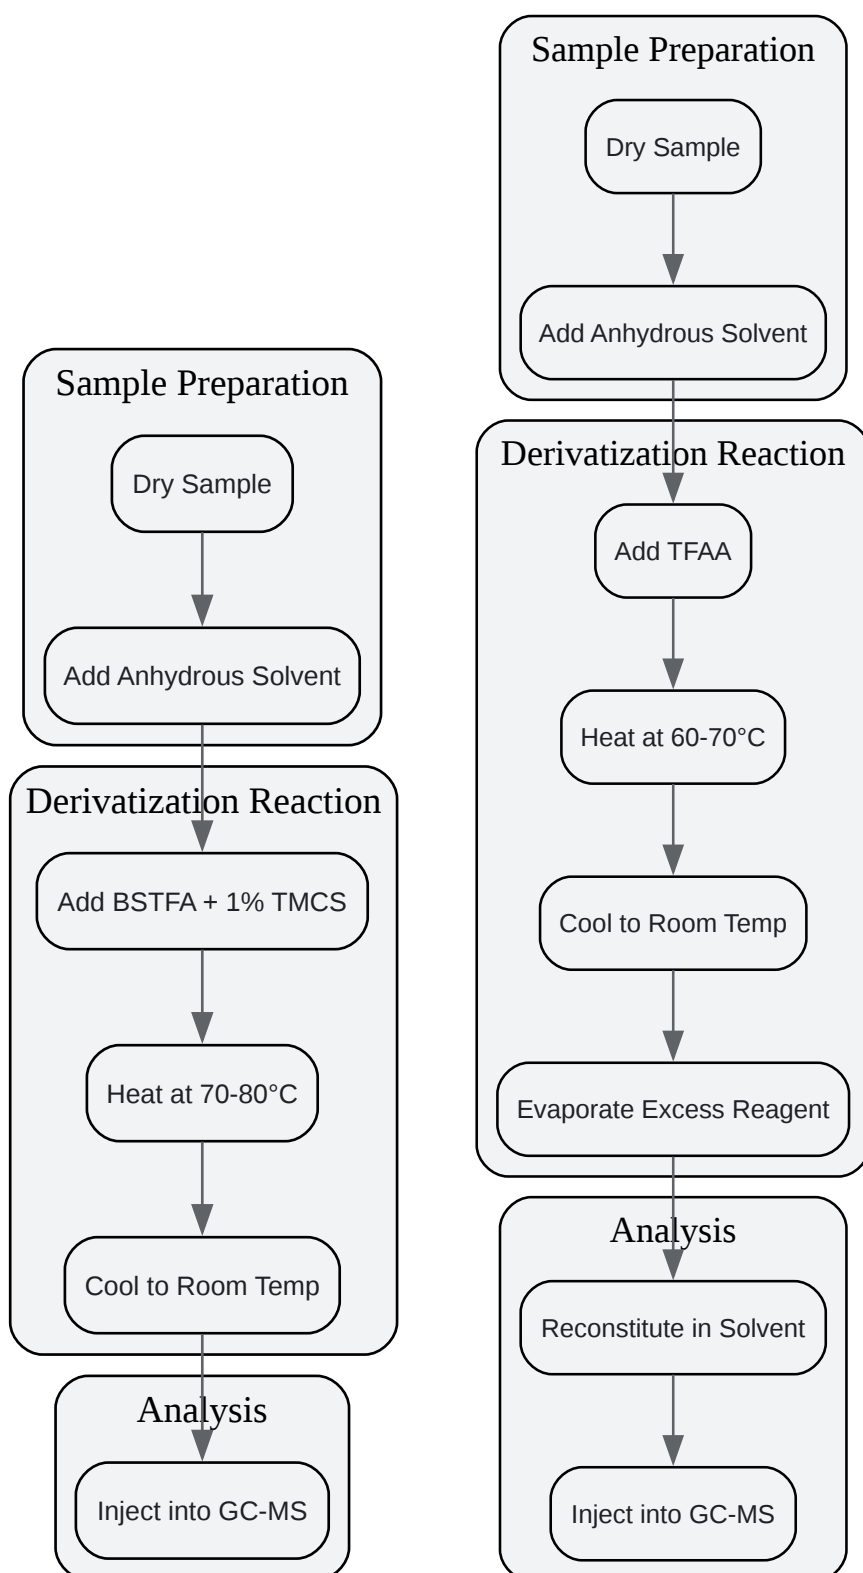 Sample Preparation
Dry Sample
Add Anhydrous Solvent
Derivatization Reaction
Add BSTFA + 1% TMCS
Heat at 70-80°C
Cool to Room Temp
Analysis
Inject into GC-MS
Sample Preparation
Dry Sample
Add Anhydrous Solvent
Derivatization Reaction
Add TFAA
Heat at 60-70°C
Cool to Room Temp
Evaporate Excess Reagent
Analysis
Reconstitute in Solvent
Inject into GC-MS